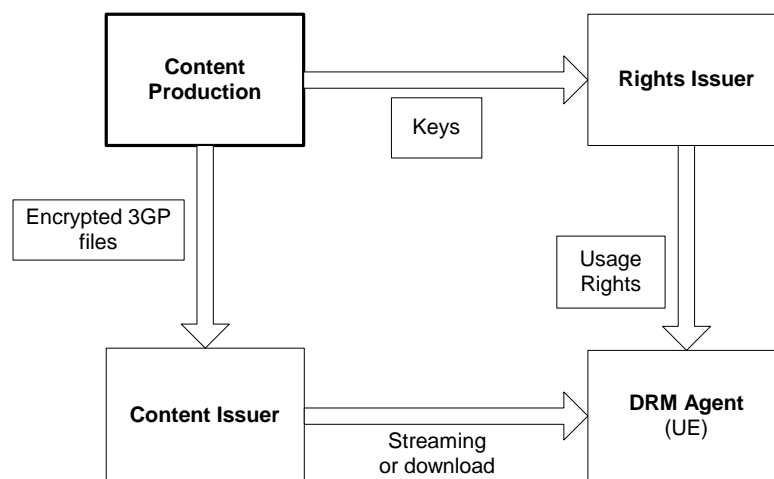 Content
Production
Rights Issuer
Keys
Encrypted 3GP
files
Usage
Rights
Content Issuer
Streaming
or download
DRM Agent
(UE)